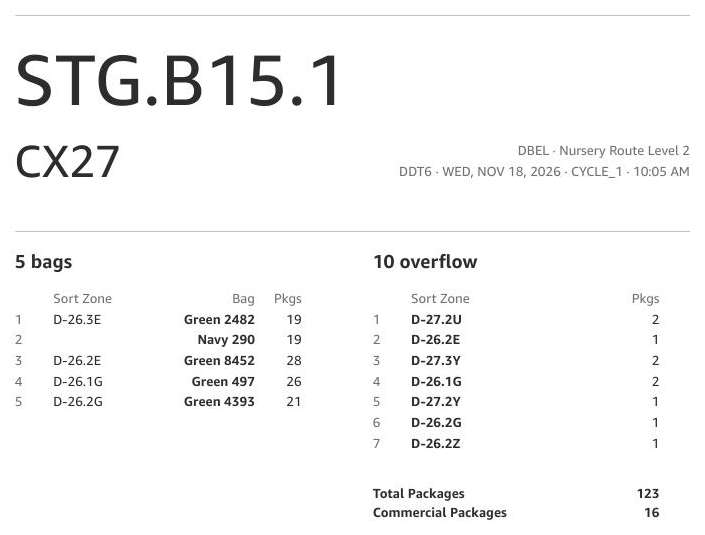 STG.B15.1
CX27
DBEL · Nursery Route Level 2
DDT6 · WED, NOV 18, 2026 · CYCLE_1 · 10:05 AM
5 bags
Sort Zone Bag Pkgs
1 D-26.3E Green 2482 19
2 Navy 290 19
3 D-26.2E Green 8452 28
4 D-26.1G Green 497 26
5 D-26.2G Green 4393 21
10 overflow
Sort Zone Pkgs
1 D-27.2U 2
2 D-26.2E 1
3 D-27.3Y 2
4 D-26.1G 2
5 D-27.2Y 1
6 D-26.2G 1
7 D-26.2Z 1
Total Packages 123
Commercial Packages 16